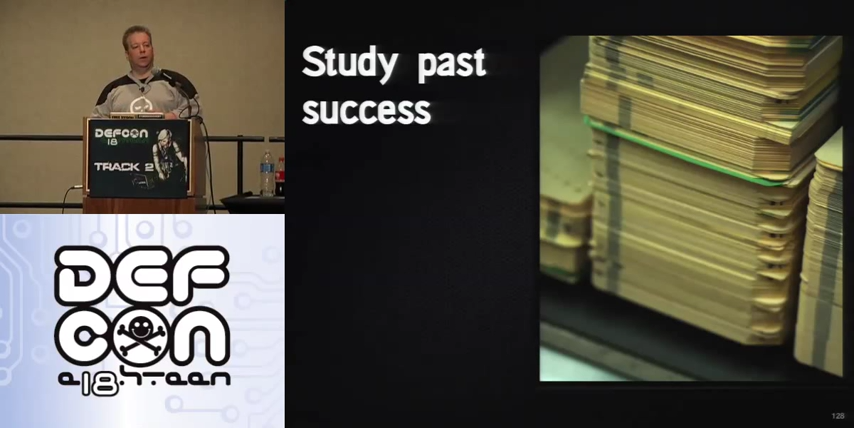 DEFCON
18
TRACK 2
Study past
success
DEF
CON
e18hteen
128